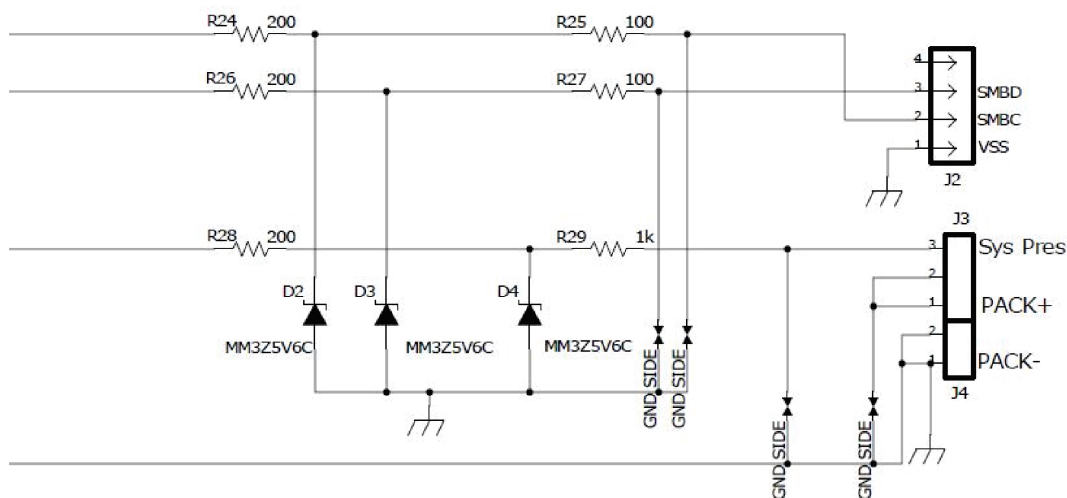 R24 200 R25 100
R26 200 R27 100
4
3 SMBD
2 SMBC
1 VSS
J2
R28 200 R29 1k
J3
3 Sys Pres
2
1 PACK+
2
1 PACK-
J4
D2 D3 D4
MM3Z5V6C MM3Z5V6C MM3Z5V6C
GND SIDE
GND SIDE
GND SIDE
GND SIDE